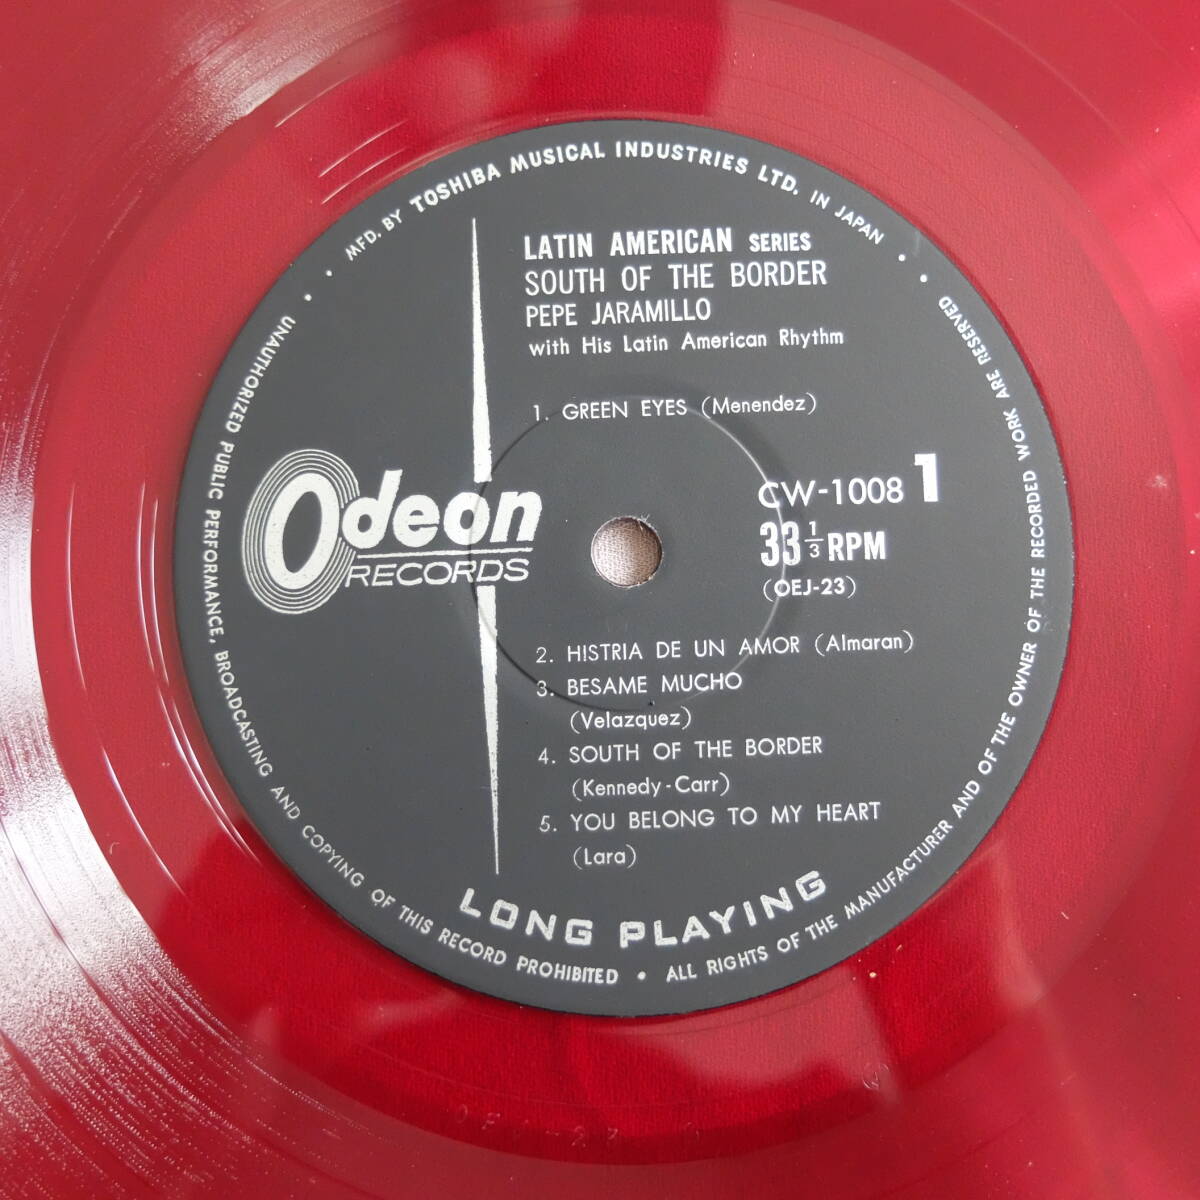 MFD. BY TOSHIBA MUSICAL INDUSTRIES LTD. IN JAPAN
LATIN AMERICAN SERIES
SOUTH OF THE BORDER
PEPE JARAMILLO
with His Latin American Rhythm
1. GREEN EYES (Menendez)
Odeon
RECORDS
CW-1008 1
33 1/3 RPM
(OEJ-23)
2. HISTRIA DE UN AMOR (Almaran)
3. BESAME MUCHO
(Velazquez)
4. SOUTH OF THE BORDER
(Kennedy-Carr)
5. YOU BELONG TO MY HEART
(Lara)
LONG PLAYING
UNAUTHORIZED PUBLIC PERFORMANCE, BROADCASTING AND COPYING OF THIS RECORD PROHIBITED • ALL RIGHTS OF THE MANUFACTURER AND OF THE OWNER OF THE RECORDED WORK ARE RESERVED